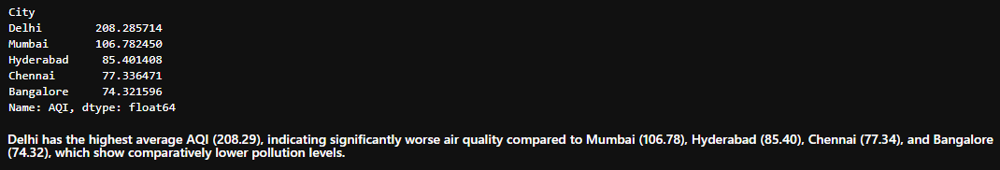 City
Delhi        208.285714
Mumbai       106.782450
Hyderabad     85.401408
Chennai       77.336471
Bangalore     74.321596
Name: AQI, dtype: float64
Delhi has the highest average AQI (208.29), indicating significantly worse air quality compared to Mumbai (106.78), Hyderabad (85.40), Chennai (77.34), and Bangalore
(74.32), which show comparatively lower pollution levels.